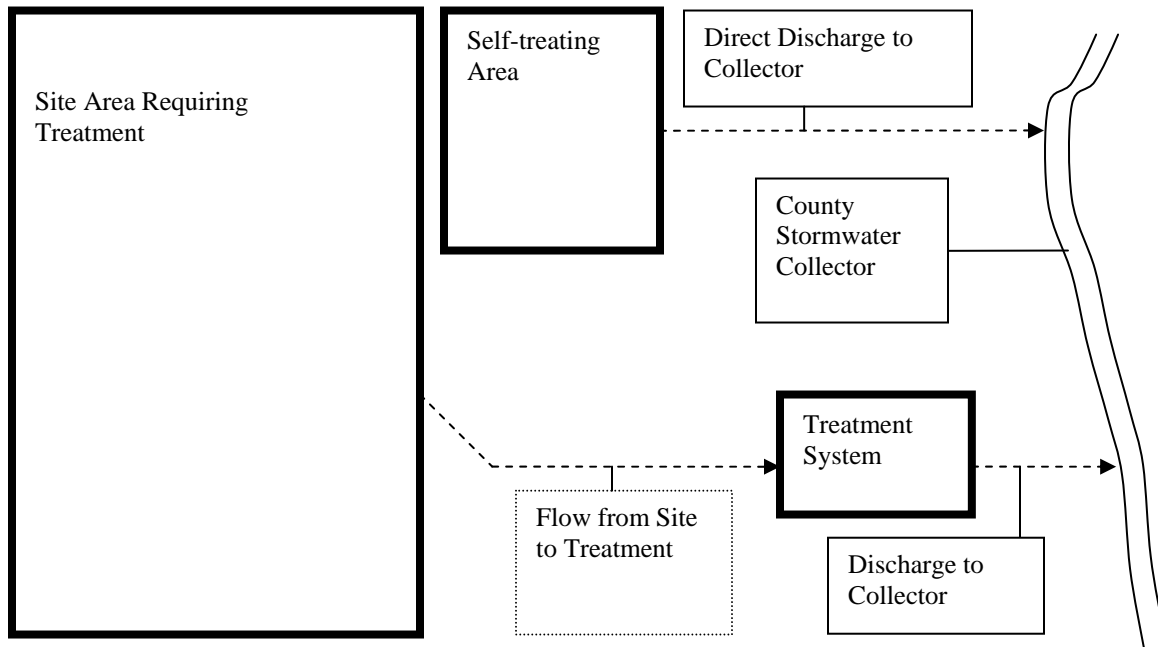 Site Area Requiring
Treatment
Self-treating
Area
Direct Discharge to
Collector
County
Stormwater
Collector
Treatment
System
Flow from Site
to Treatment
Discharge to
Collector